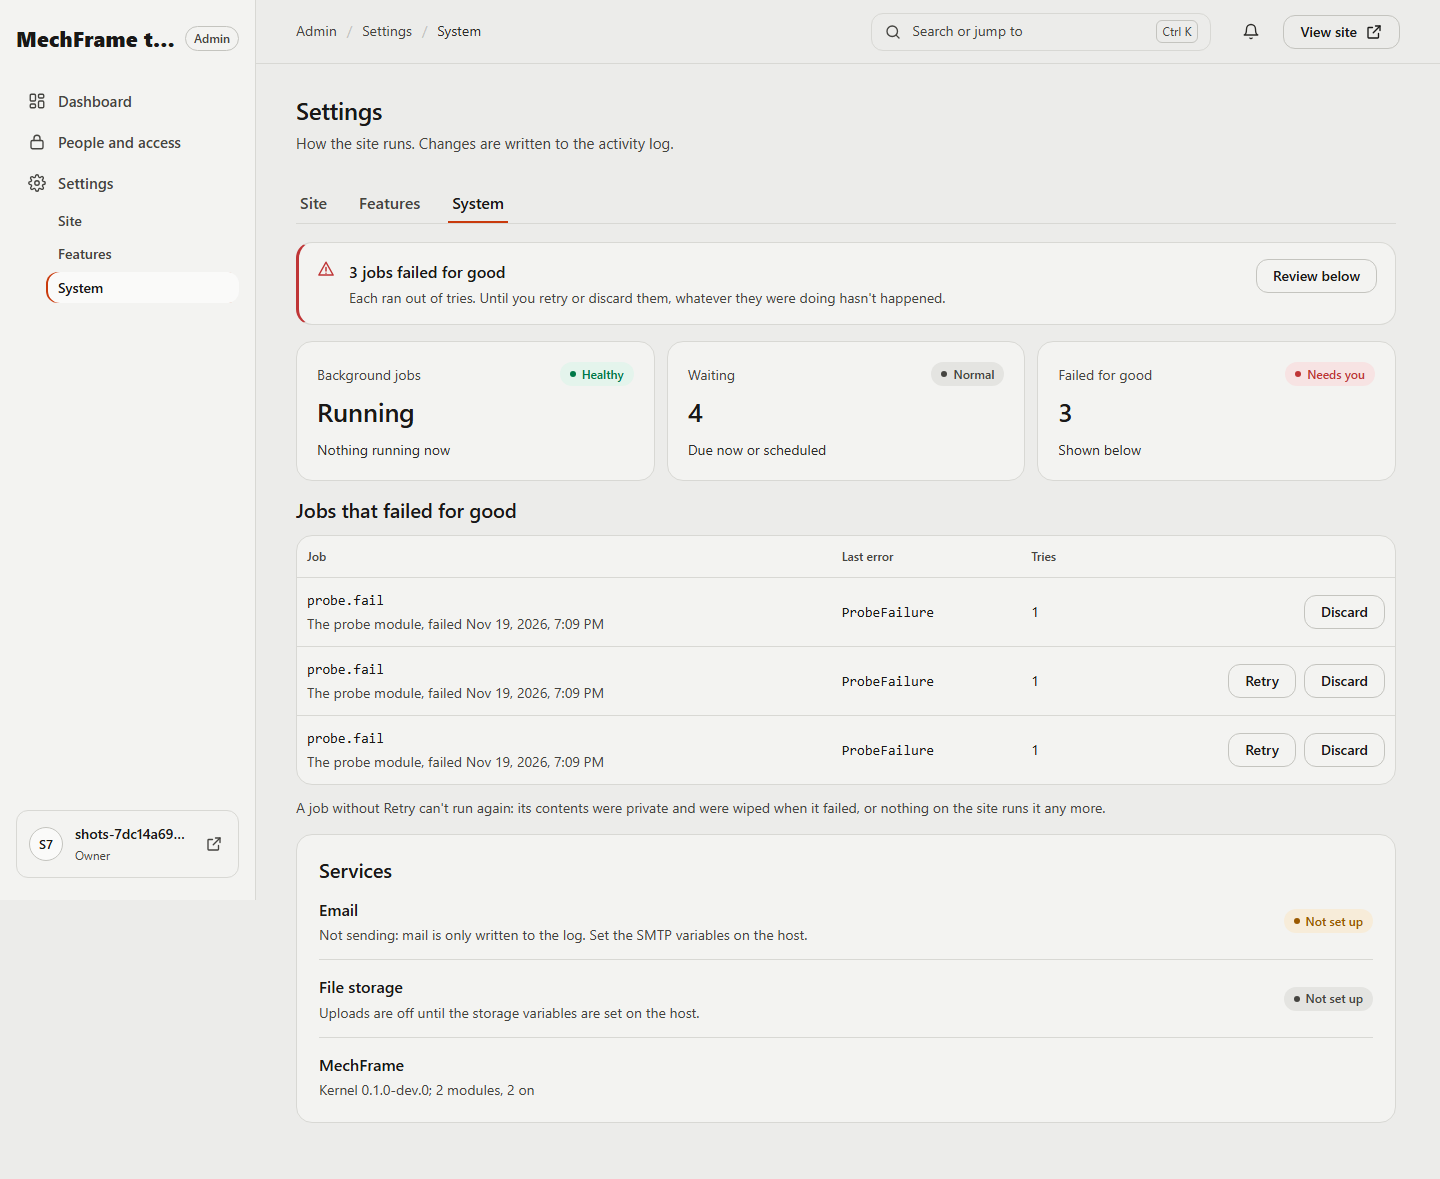 MechFrame t... Admin
Admin / Settings / System
Search or jump to Ctrl K
View site
Dashboard
People and access
Settings
Site
Features
System
shots-7dc14a69...
S7
Owner
Settings
How the site runs. Changes are written to the activity log.
Site Features System
3 jobs failed for good
Each ran out of tries. Until you retry or discard them, whatever they were doing hasn't happened.
Review below
Background jobs Healthy
Running
Nothing running now
Waiting Normal
4
Due now or scheduled
Failed for good Needs you
3
Shown below
Jobs that failed for good
Job Last error Tries
probe.fail
The probe module, failed Nov 19, 2026, 7:09 PM
ProbeFailure 1 Discard
probe.fail
The probe module, failed Nov 19, 2026, 7:09 PM
ProbeFailure 1 Retry Discard
probe.fail
The probe module, failed Nov 19, 2026, 7:09 PM
ProbeFailure 1 Retry Discard
A job without Retry can't run again: its contents were private and were wiped when it failed, or nothing on the site runs it any more.
Services
Email
Not sending: mail is only written to the log. Set the SMTP variables on the host.
Not set up
File storage
Uploads are off until the storage variables are set on the host.
Not set up
MechFrame
Kernel 0.1.0-dev.0; 2 modules, 2 on